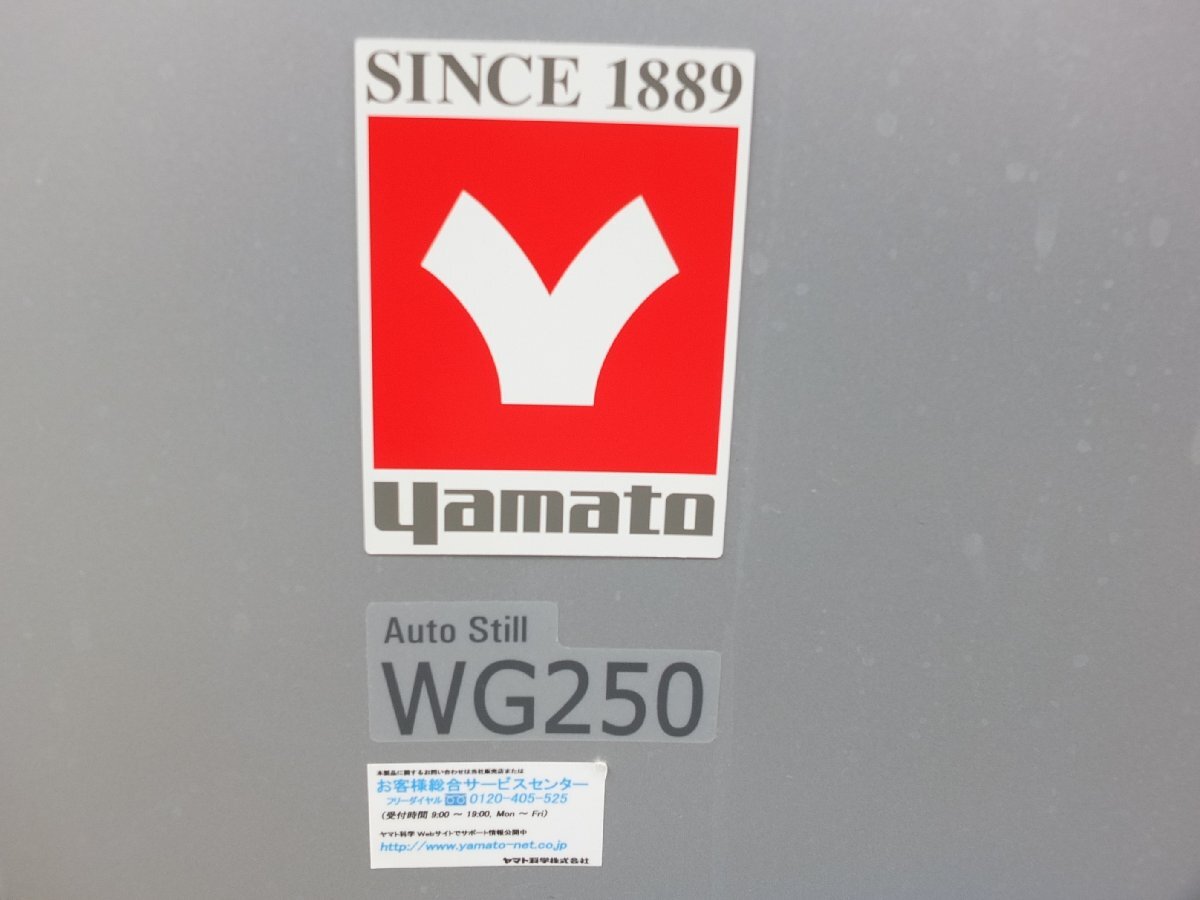 SINCE 1889
yamato
Auto Still
WG250
本製品に関するお問い合わせは当社販売店または
お客様総合サービスセンター
フリーダイヤル 0120-405-525
(受付時間 9:00 ~ 19:00, Mon ~ Fri)
ヤマト科学 Webサイトでサポート情報公開中
http://www.yamato-net.co.jp
ヤマト科学株式会社